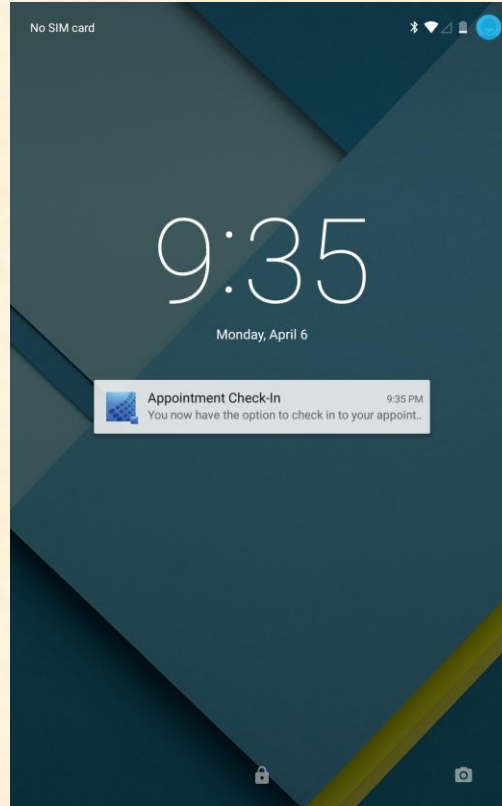 No SIM card
9:35
Monday, April 6
Appointment Check-In 9:35 PM
You now have the option to check in to your appoint..